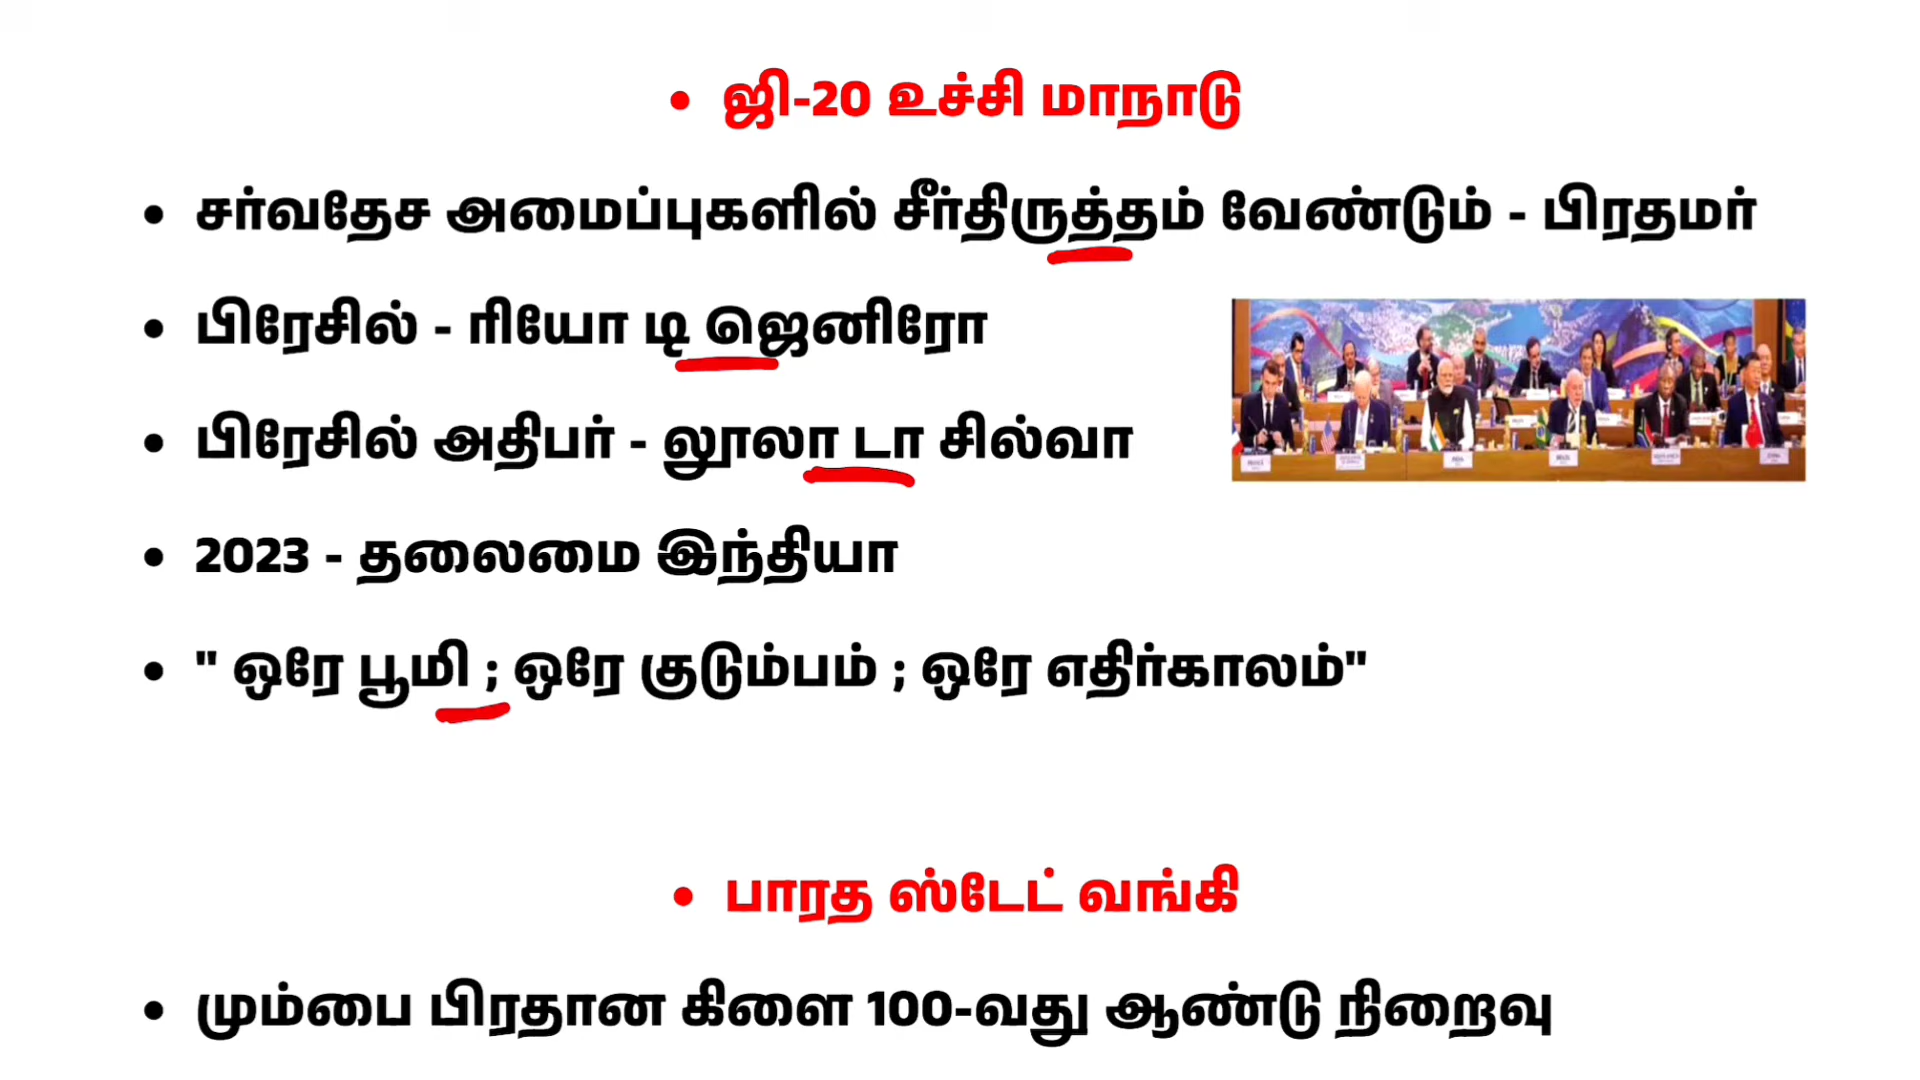 • ஜி-20 உச்சி மாநாடு
• சர்வதேச அமைப்புகளில் சீர்திருத்தம் வேண்டும் - பிரதமர்
• பிரேசில் - ரியோ டி ஜெனிரோ
• பிரேசில் அதிபர் - லூலா டா சில்வா
• 2023 - தலைமை இந்தியா
• " ஒரே பூமி ; ஒரே குடும்பம் ; ஒரே எதிர்காலம்"
• பாரத ஸ்டேட் வங்கி
• மும்பை பிரதான கிளை 100-வது ஆண்டு நிறைவு